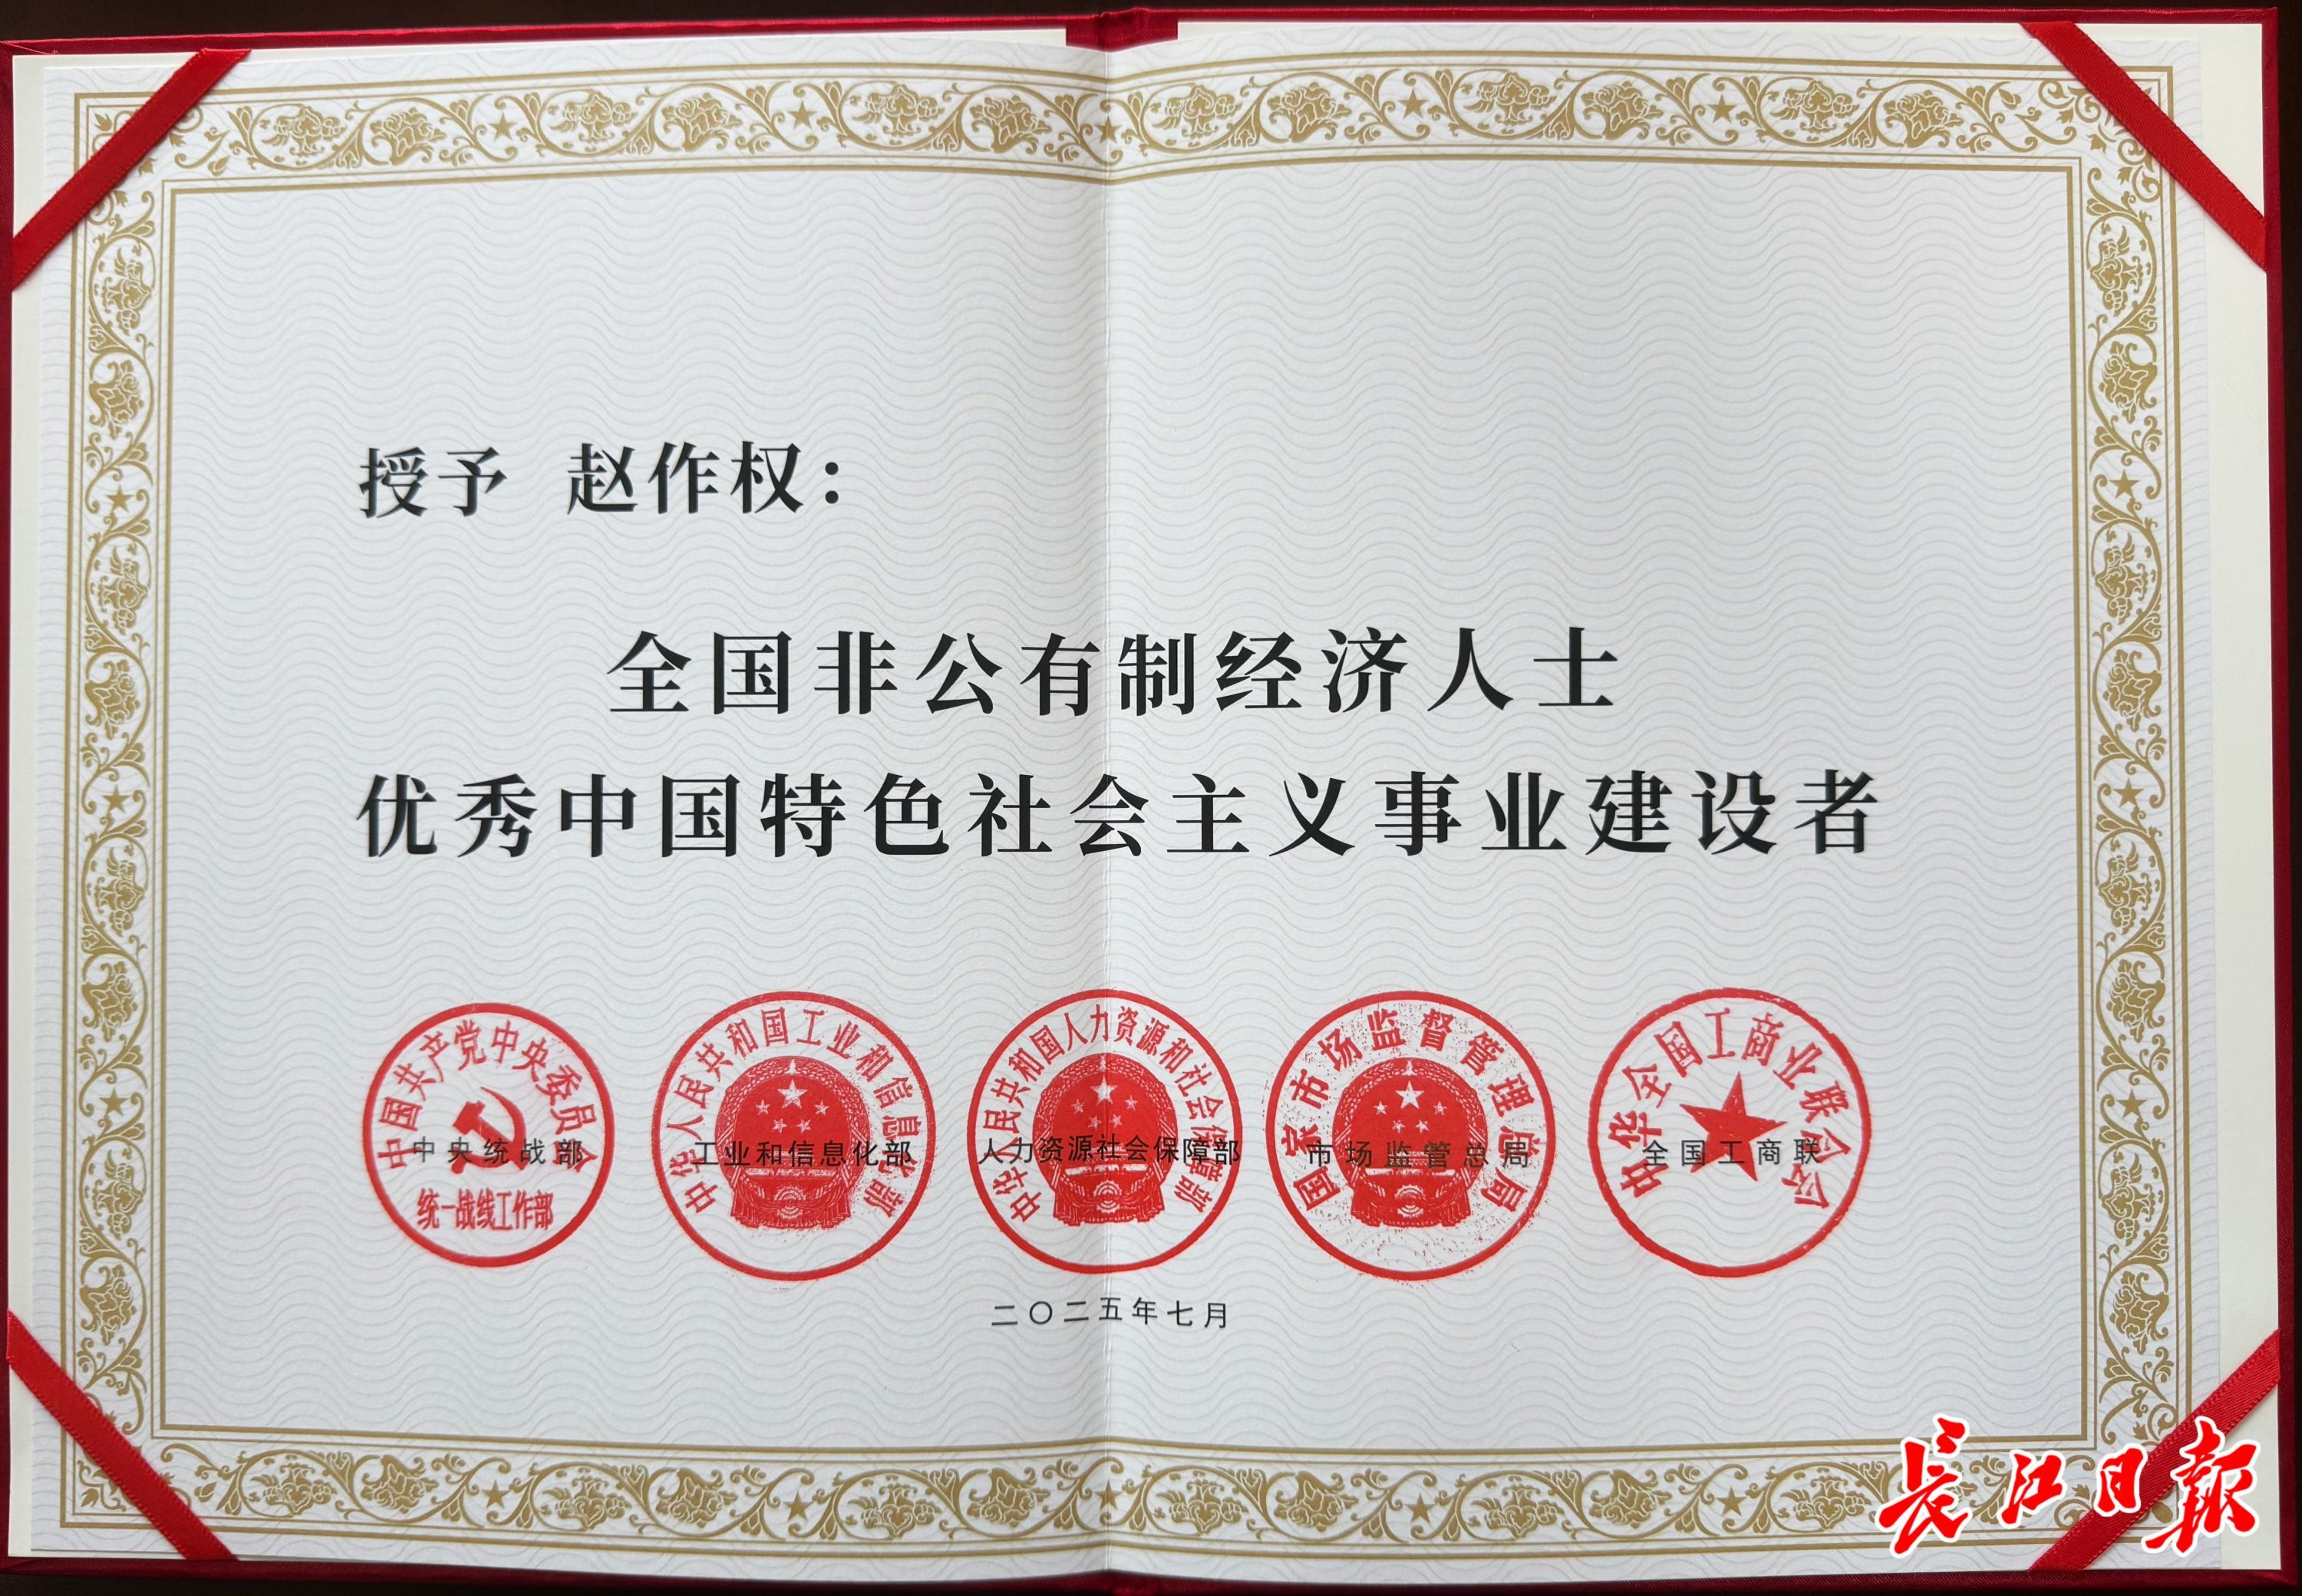 授予 赵作权：
全国非公有制经济人士
优秀中国特色社会主义事业建设者
中国共产党中央委员会
统一战线工作部
中央统战部
中华人民共和国工业和信息化部
工业和信息化部
中华人民共和国人力资源和社会保障部
人力资源社会保障部
国家市场监督管理总局
市场监管总局
中华全国工商业联合会
全国工商联
二〇二五年七月
长江日報